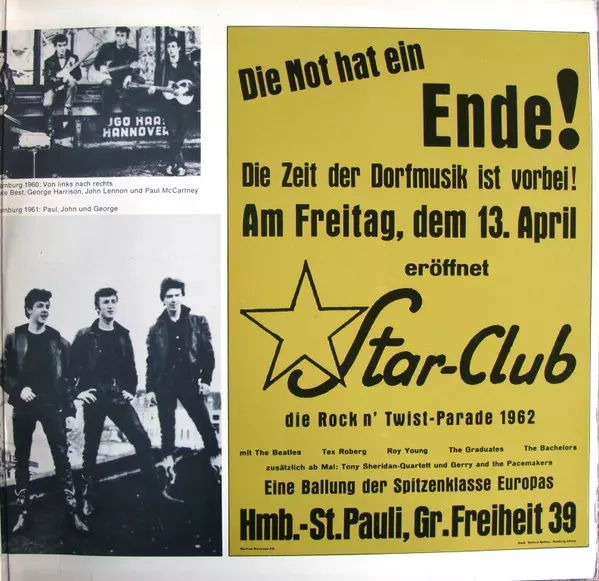 JGO HAA
HANNOVER
mburg 1960: Von links nach rechts
te Best, George Harrison, John Lennon und Paul McCartney
mburg 1961: Paul, John und George
Die Not hat ein
Ende!
Die Zeit der Dorfmusik ist vorbei!
Am Freitag, dem 13. April
eröffnet
Star-Club
die Rock n' Twist-Parade 1962
mit The Beatles Tex Roberg Roy Young The Graduates The Bachelors
zusätzlich ab Mai: Tony Sheridan-Quartett und Gerry and the Pacemakers
Eine Ballung der Spitzenklasse Europas
Hmb.-St. Pauli, Gr. Freiheit 39